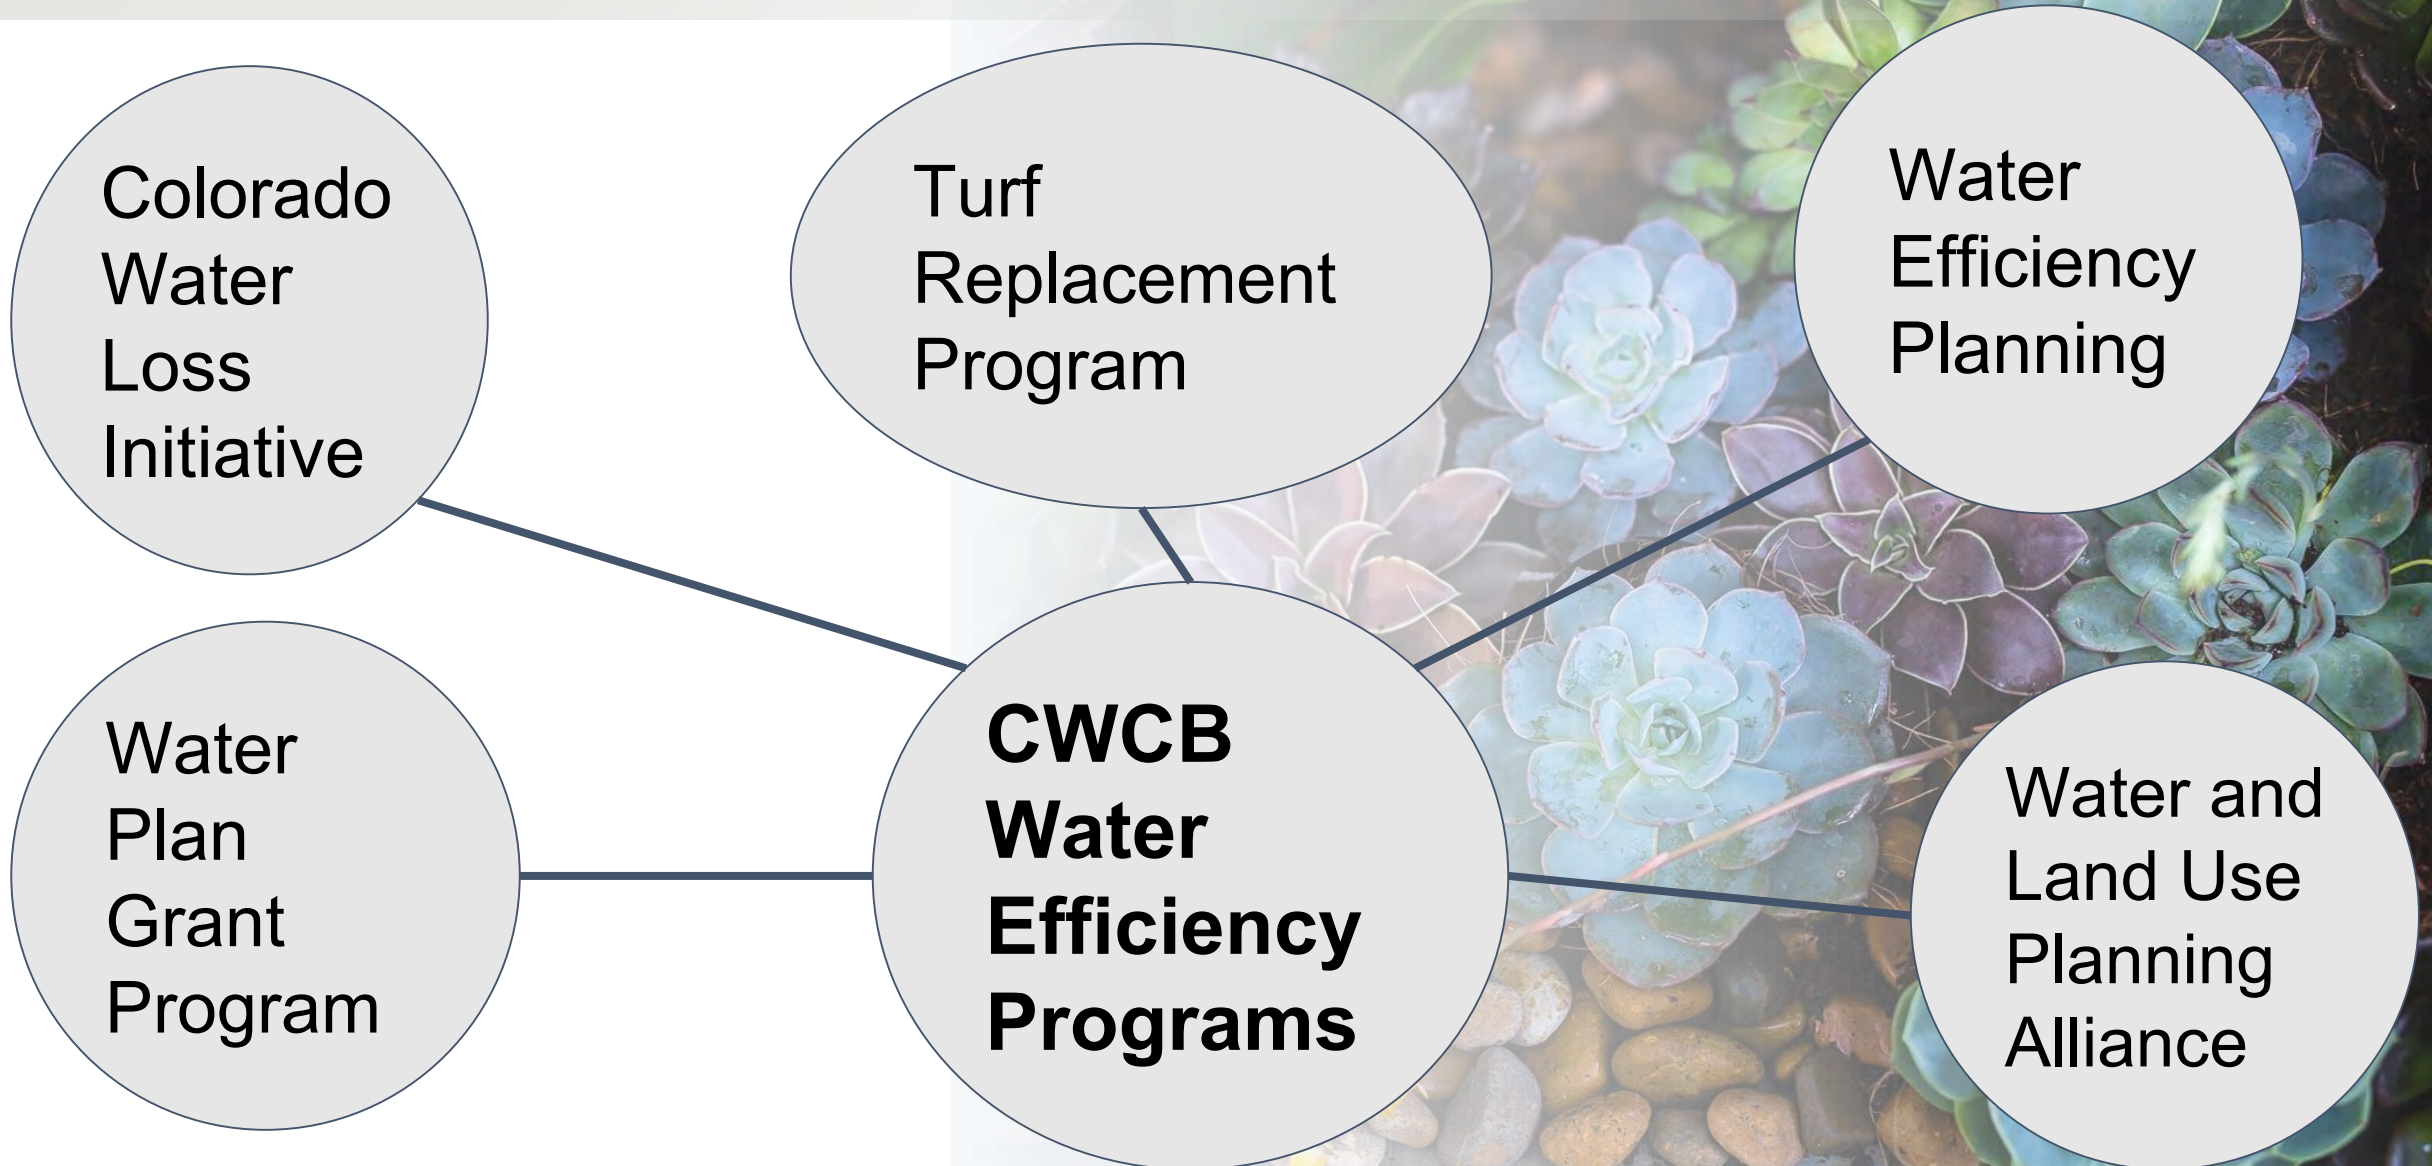 Colorado
Water
Loss
Initiative
Turf
Replacement
Program
Water
Efficiency
Planning
Water
Plan
Grant
Program
CWCB
Water
Efficiency
Programs
Water and
Land Use
Planning
Alliance